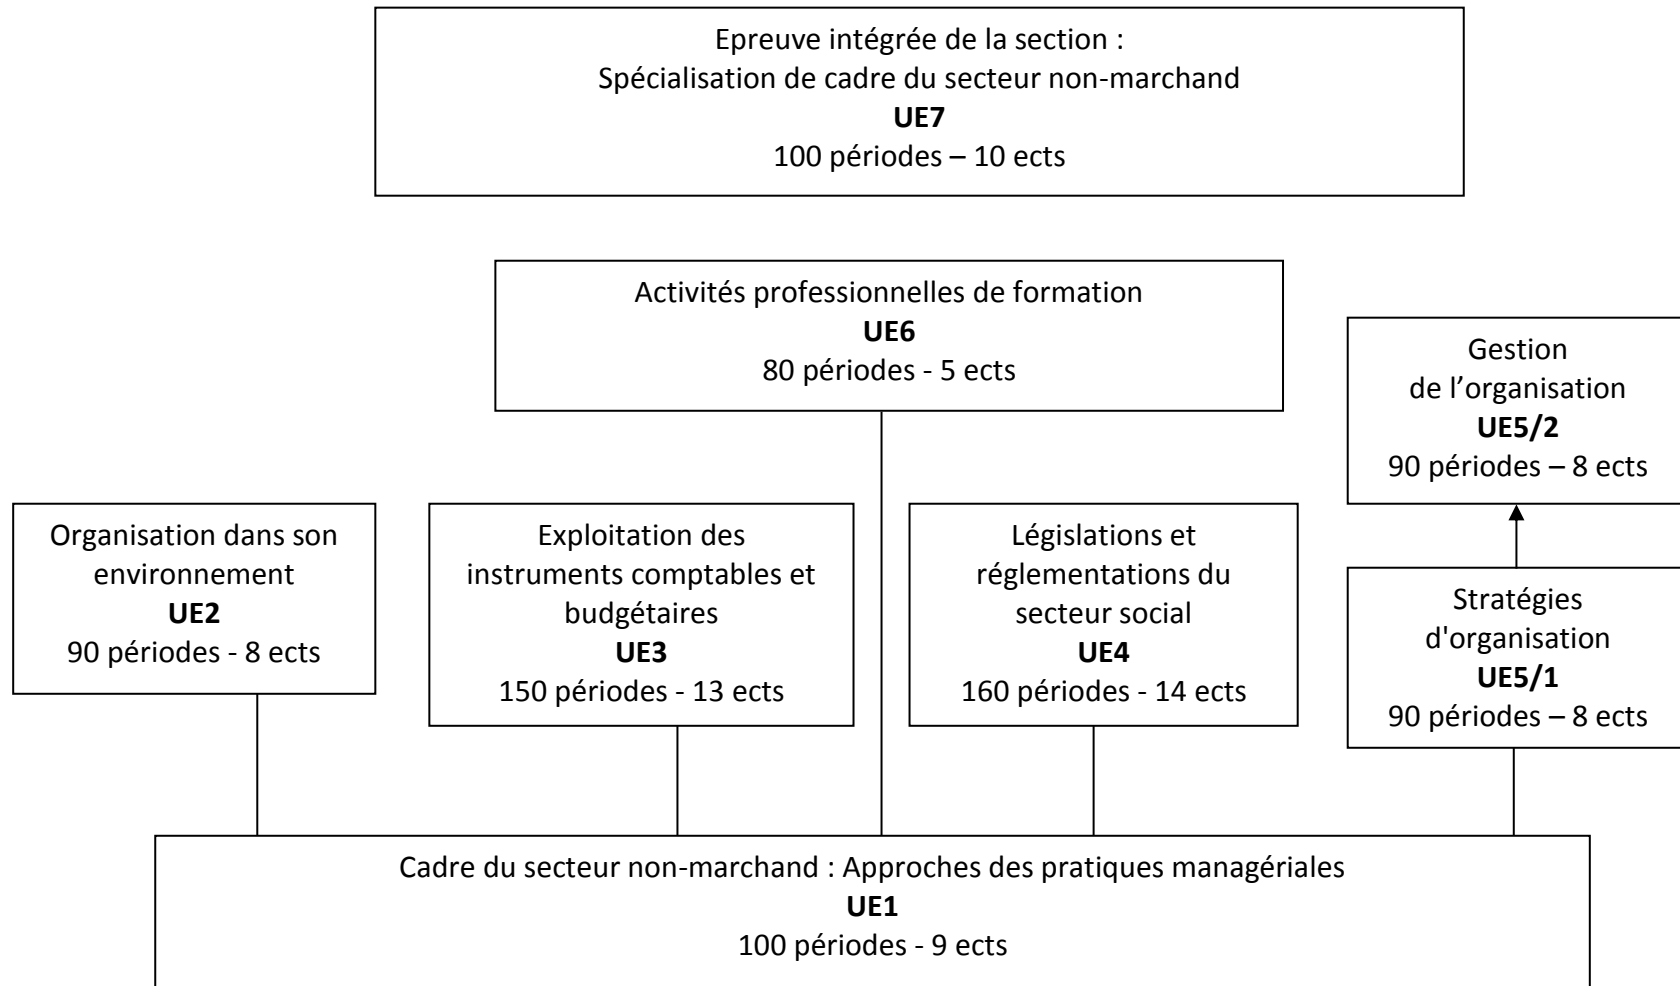 Epreuve intégrée de la section :
Spécialisation de cadre du secteur non-marchand
UE7
100 périodes – 10 ects
Activités professionnelles de formation
UE6
80 périodes - 5 ects
Gestion
de l’organisation
UE5/2
90 périodes – 8 ects
Organisation dans son
environnement
UE2
90 périodes - 8 ects
Exploitation des
instruments comptables et
budgétaires
UE3
150 périodes - 13 ects
Législations et
réglementations du
secteur social
UE4
160 périodes - 14 ects
Stratégies
d'organisation
UE5/1
90 périodes – 8 ects
Cadre du secteur non-marchand : Approches des pratiques managériales
UE1
100 périodes - 9 ects